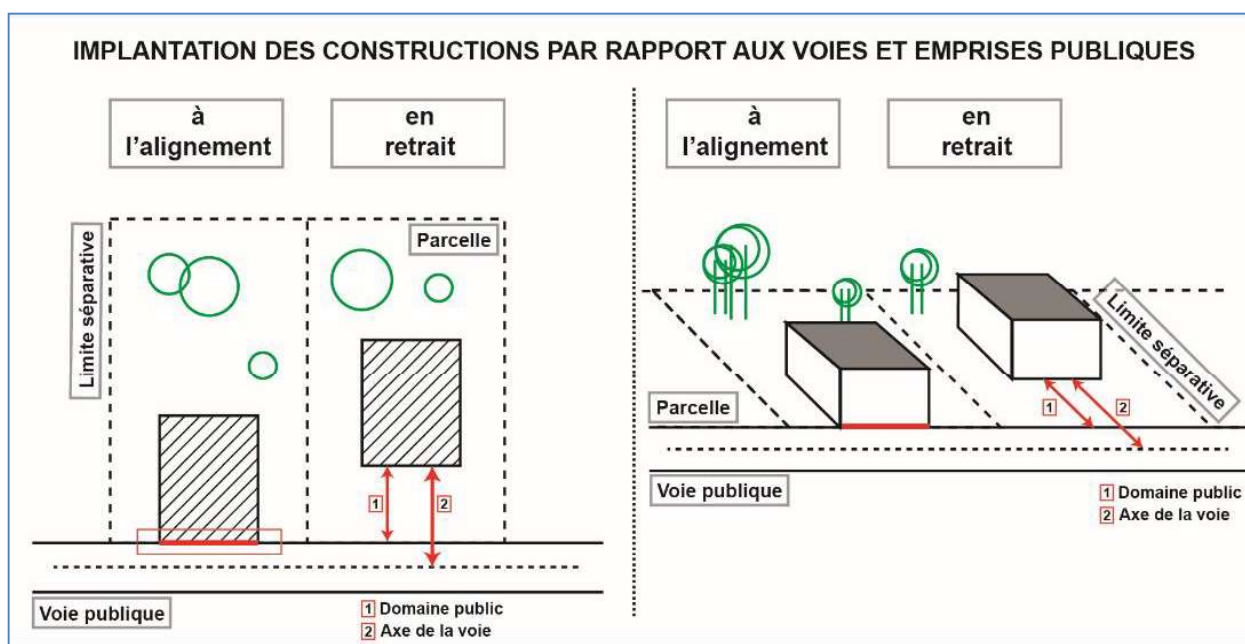 IMPLANTATION DES CONSTRUCTIONS PAR RAPPORT AUX VOIES ET EMPRISES PUBLIQUES
à
l'alignement
en
retrait
Limite séparative
Parcelle
1
2
Voie publique
1 Domaine public
2 Axe de la voie
à
l'alignement
en
retrait
Limite séparative
Parcelle
1
2
Voie publique
1 Domaine public
2 Axe de la voie